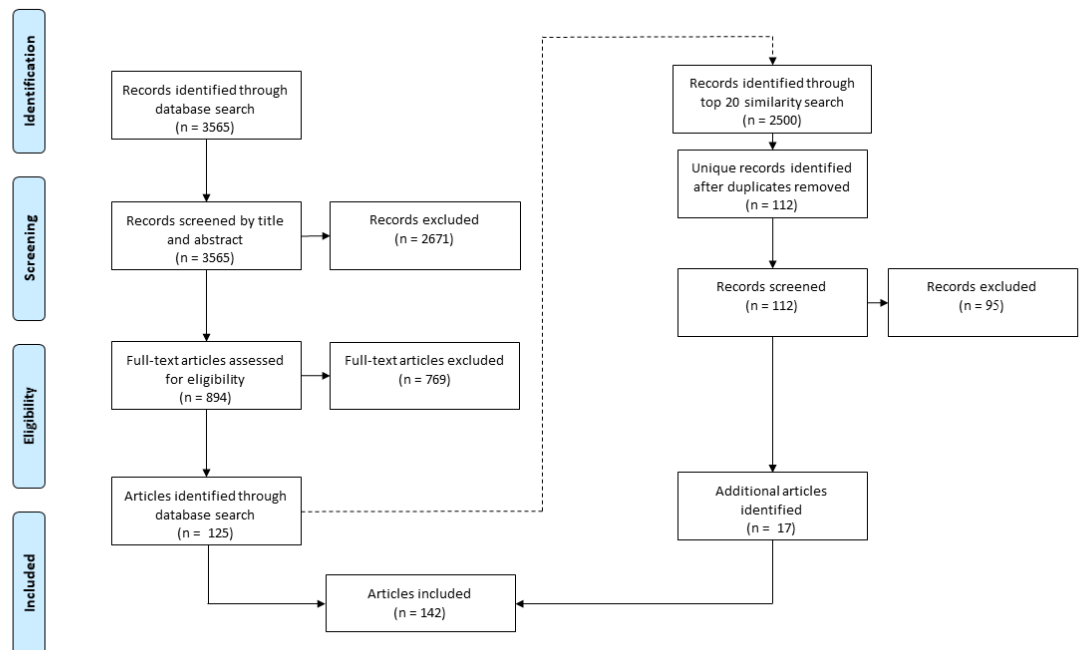 Identification
Records identified through
database search
(n = 3565)
Records identified through
top 20 similarity search
(n = 2500)
Unique records identified
after duplicates removed
(n = 112)
Screening
Records screened by title
and abstract
(n = 3565)
Records excluded
(n = 2671)
Records screened
(n = 112)
Records excluded
(n = 95)
Eligibility
Full-text articles assessed
for eligibility
(n = 894)
Full-text articles excluded
(n = 769)
Articles identified through
database search
(n = 125)
Additional articles
identified
(n = 17)
Included
Articles included
(n = 142)